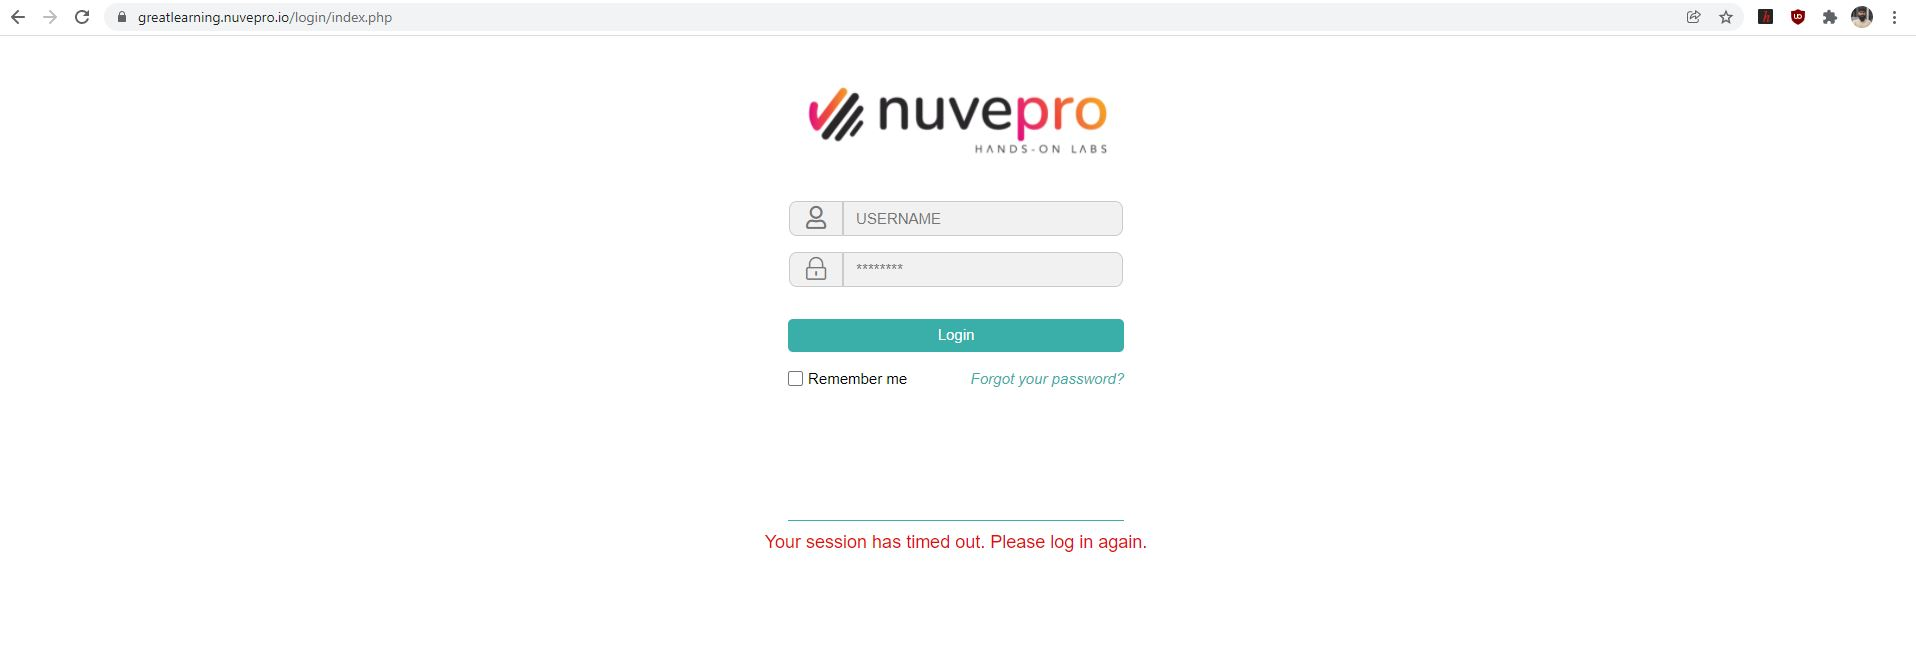 greatlearning.nuvepro.io/login/index.php
nuvepro
HANDS-ON LABS
USERNAME
********
Login
Remember me Forgot your password?
Your session has timed out. Please log in again.